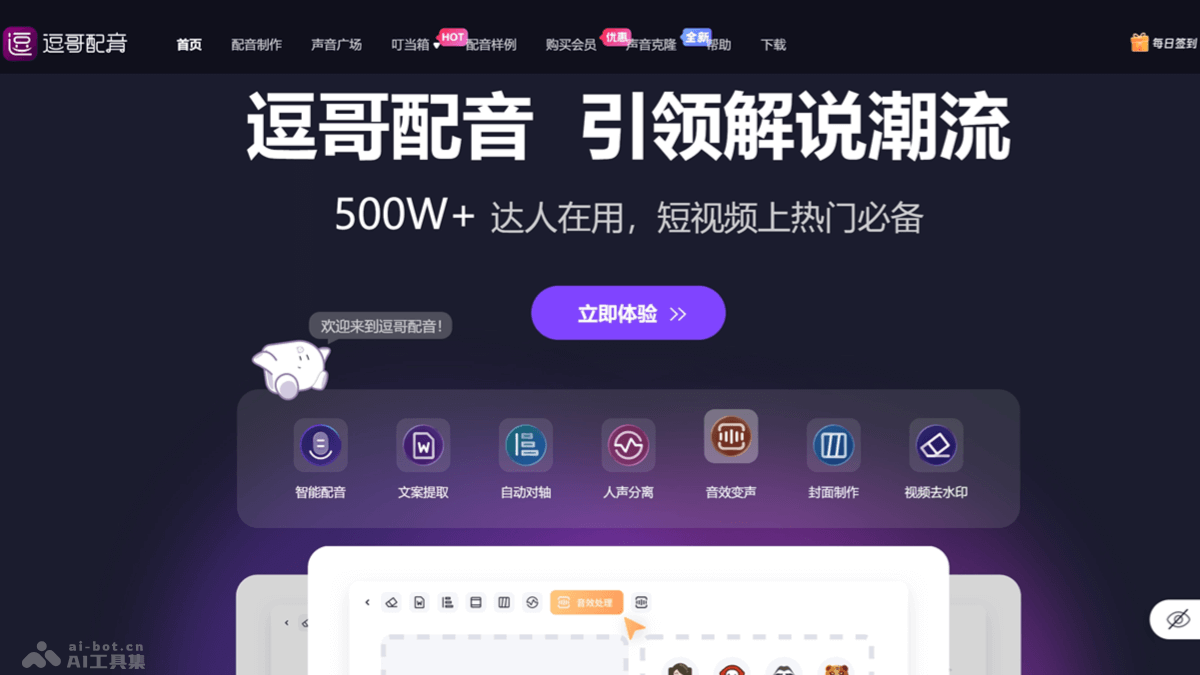 逗 逗哥配音
首页 配音制作 声音广场 叮当箱 HOT 配音样例 购买会员 优惠 声音克隆 全新 帮助 下载 每日签到
逗哥配音 引领解说潮流
500W+ 达人在用，短视频上热门必备
立即体验
欢迎来到逗哥配音！
智能配音 文案提取 自动对轴 人声分离 音效变声 封面制作 视频去水印
音效处理
ai-bot.cn
AI工具集